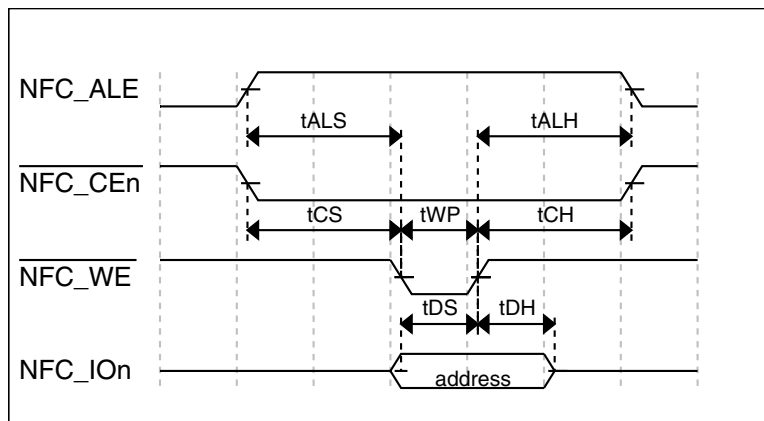 NFC_ALE
tALS tALH
NFC_CEn
tCS tWP tCH
NFC_WE
tDS tDH
NFC_IOn
address